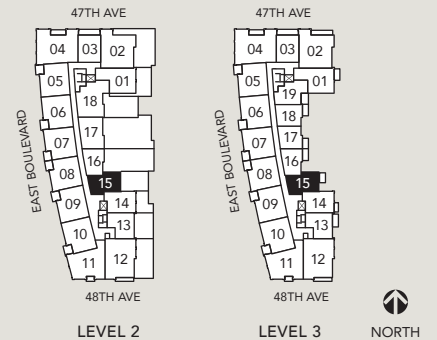 47TH AVE
04 03 02
05 01
06 18
07 17
08 16
15
09 14
10 13
11 12
EAST BOULEVARD
48TH AVE
LEVEL 2
47TH AVE
04 03 02
05 01
19
06 18
07 17
08 16
15
09 14
10 13
11 12
EAST BOULEVARD
48TH AVE
LEVEL 3
NORTH